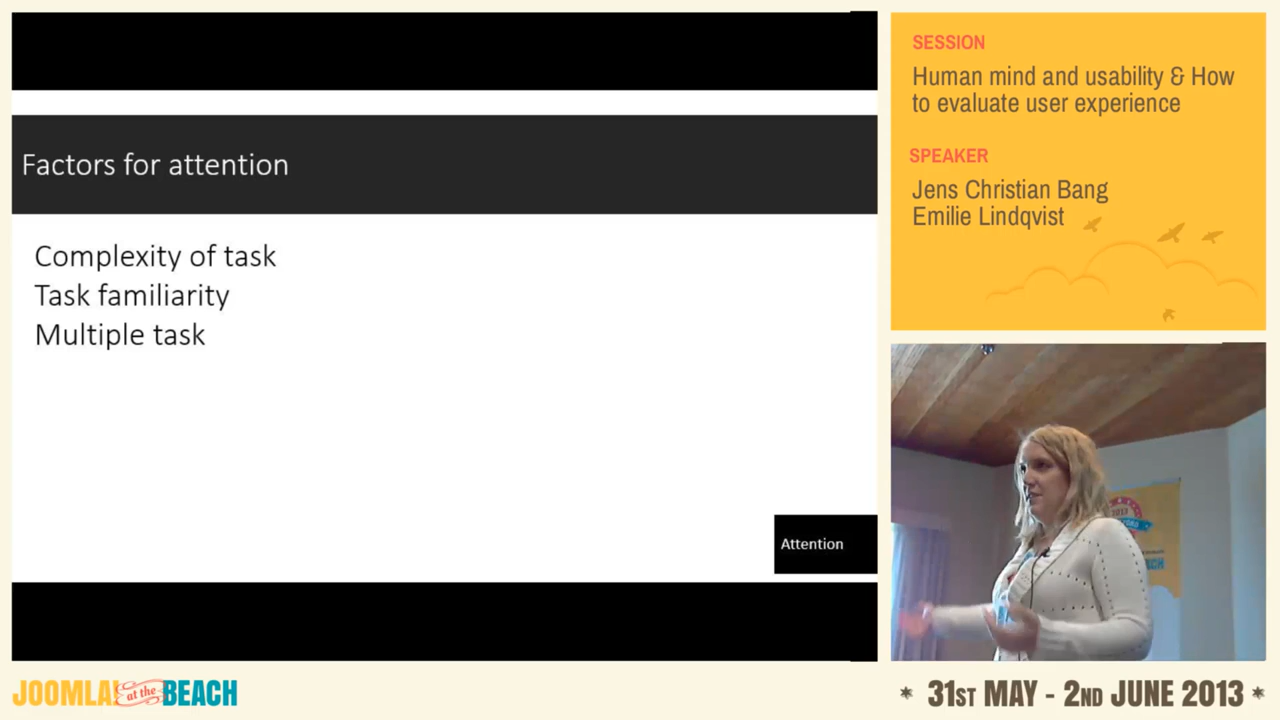 Factors for attention
Complexity of task
Task familiarity
Multiple task
Attention
SESSION
Human mind and usability & How
to evaluate user experience
SPEAKER
Jens Christian Bang
Emilie Lindqvist
2013
JOOMLA! at the BEACH
* 31ST MAY - 2ND JUNE 2013 *